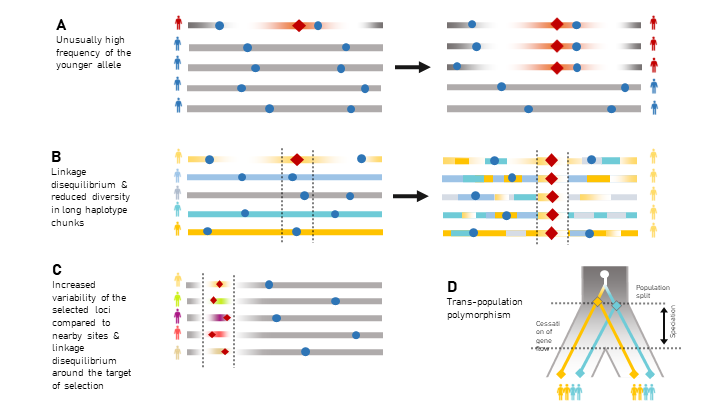 A
Unusually high
frequency of the
younger allele
B
Linkage
disequilibrium &
reduced diversity
in long haplotype
chunks
C
Increased
variability of the
selected loci
compared to
nearby sites &
linkage
disequilibrium
around the target
of selection
D
Trans-population
polymorphism
Population
split
Cessati
on of
gene
flow
Speciation